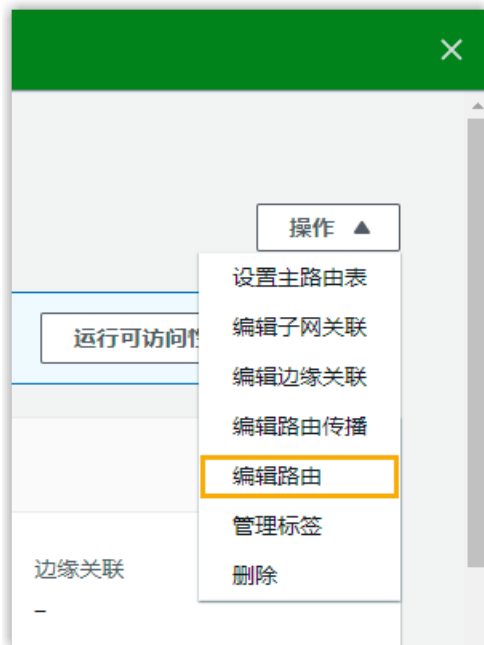 操作
设置主路由表
编辑子网关联
运行可访问性
编辑边缘关联
编辑路由传播
编辑路由
管理标签
边缘关联
删除
–